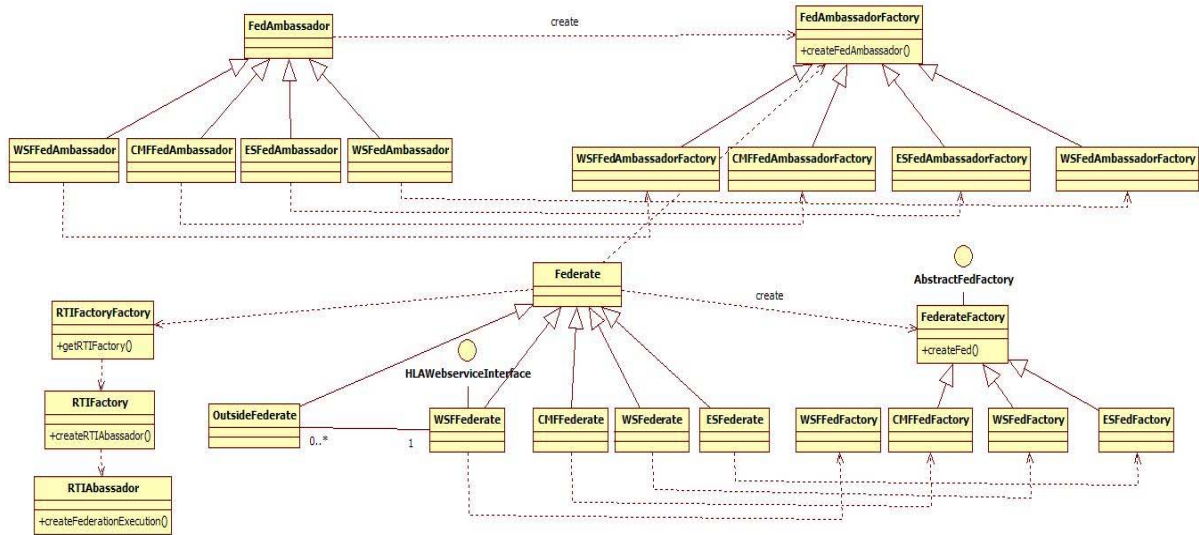 FedAmbassador
create
FedAmbassadorFactory
+createFedAmbassador()
WSFFedAmbassador
CMFFedAmbassador
ESFedAmbassador
WSFedAmbassador
WSFFedAmbassadorFactory
CMFFedAmbassadorFactory
ESFedAmbassadorFactory
WSFedAmbassadorFactory
Federate
AbstractFedFactory
RTIFactoryFactory
+getRTIFactory()
create
FederateFactory
+createFed()
HLAWebserviceInterface
RTIFactory
+createRTIAbassador()
OutsideFederate
0..*
1
WSFFederate
CMFFederate
WSFederate
ESFederate
WSFFedFactory
CMFFedFactory
WSFedFactory
ESFedFactory
RTIAbassador
+createFederationExecution()